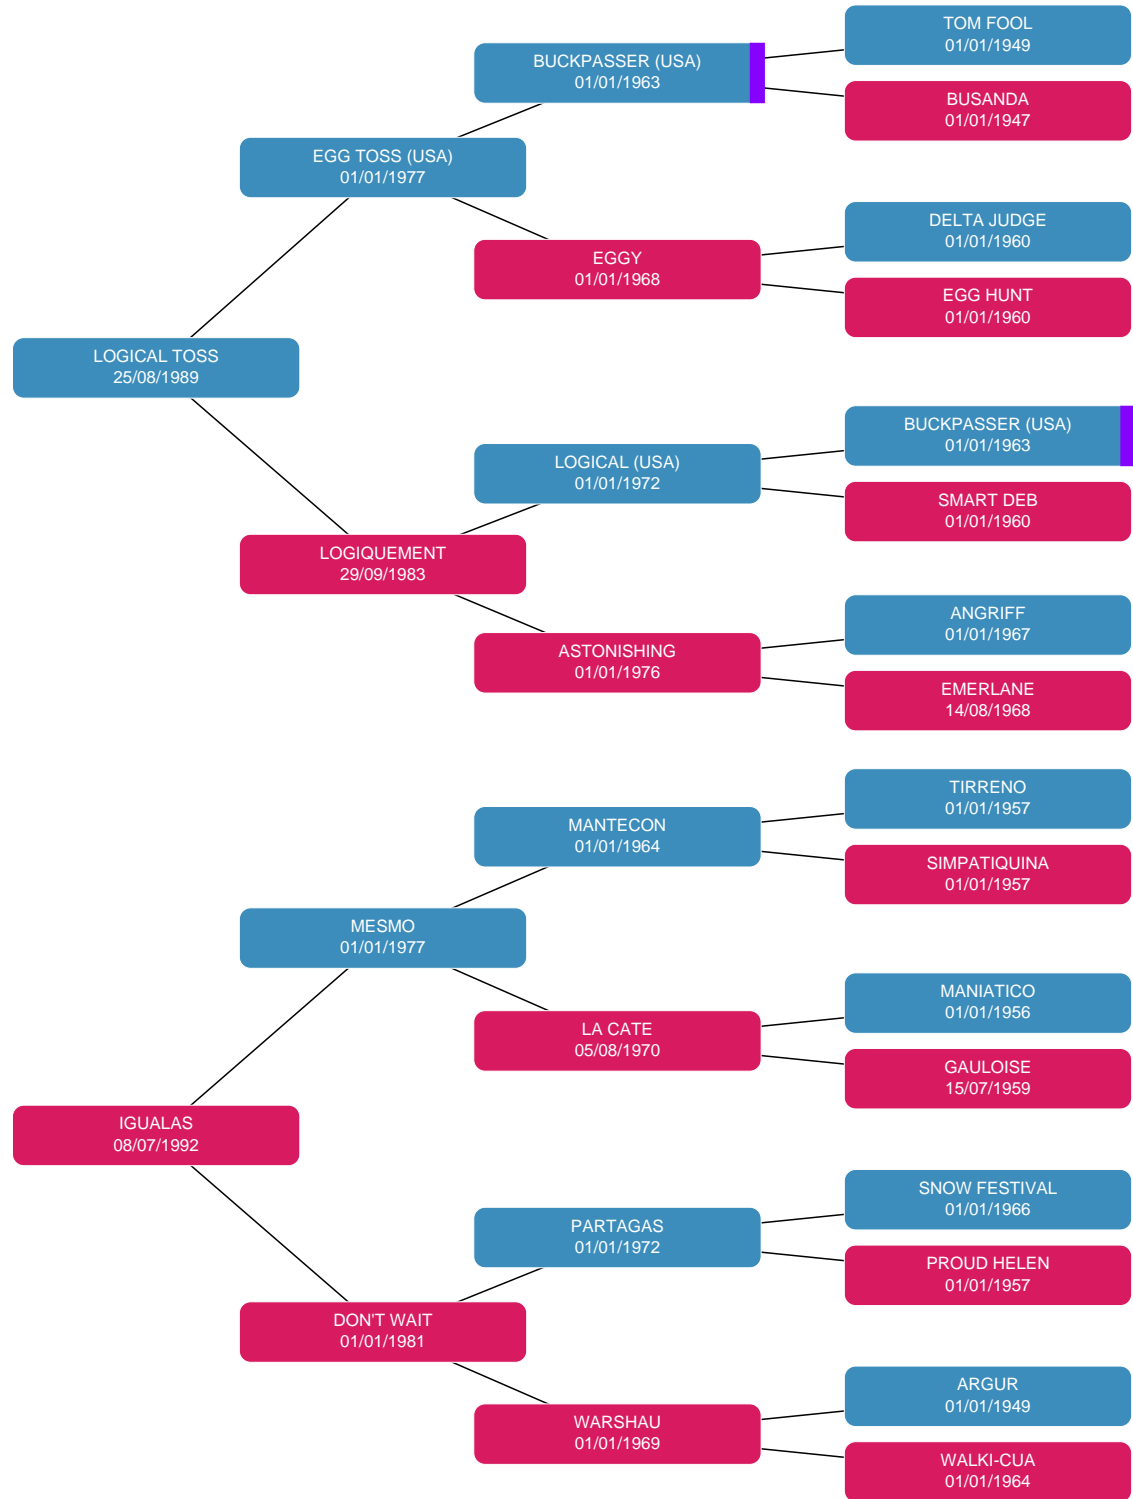 TOM FOOL
01/01/1949
BUCKPASSER (USA)
01/01/1963
BUSANDA
01/01/1947
EGG TOSS (USA)
01/01/1977
DELTA JUDGE
01/01/1960
EGGY
01/01/1968
EGG HUNT
01/01/1960
LOGICAL TOSS
25/08/1989
BUCKPASSER (USA)
01/01/1963
LOGICAL (USA)
01/01/1972
SMART DEB
01/01/1960
LOGIQUEMENT
29/09/1983
ANGRIFF
01/01/1967
ASTONISHING
01/01/1976
EMERLANE
14/08/1968
TIRRENO
01/01/1957
MANTECON
01/01/1964
SIMPATIQUINA
01/01/1957
MESMO
01/01/1977
MANIATICO
01/01/1956
LA CATE
05/08/1970
GAULOISE
15/07/1959
IGUALAS
08/07/1992
SNOW FESTIVAL
01/01/1966
PARTAGAS
01/01/1972
PROUD HELEN
01/01/1957
DON'T WAIT
01/01/1981
ARGUR
01/01/1949
WARSHAU
01/01/1969
WALKI-CUA
01/01/1964